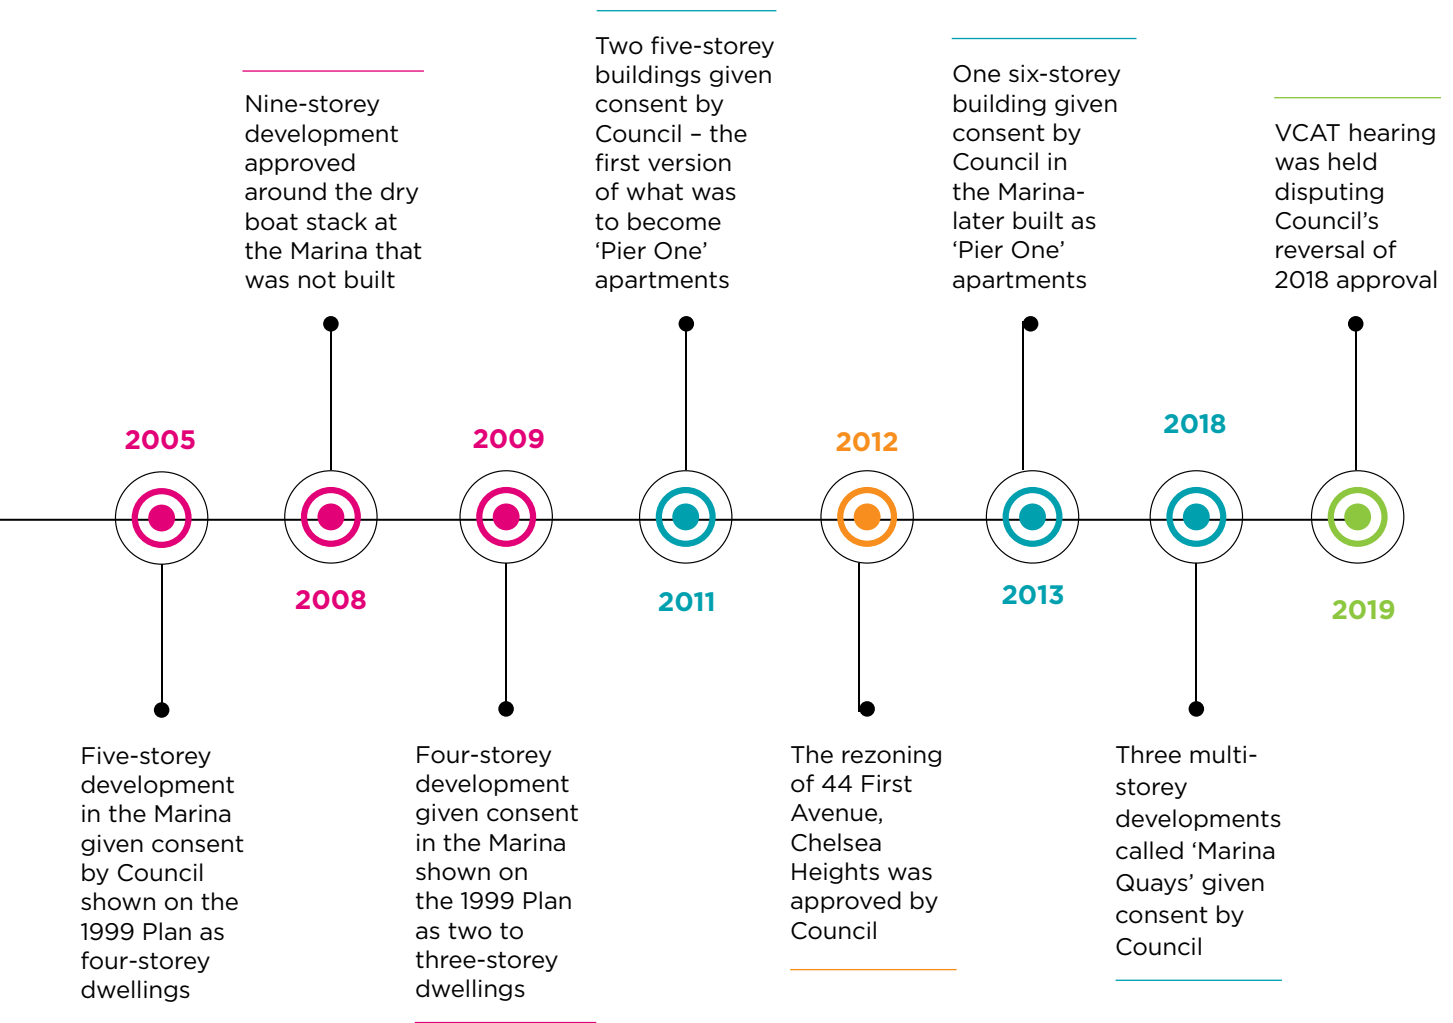 Nine-storey
development
approved
around the dry
boat stack at
the Marina that
was not built
Two five-storey
buildings given
consent by
Council – the
first version
of what was
to become
‘Pier One’
apartments
One six-storey
building given
consent by
Council in
the Marina-
later built as
‘Pier One’
apartments
VCAT hearing
was held
disputing
Council’s
reversal of
2018 approval
2005
2009
2012
2018
2008
2011
2013
2019
Five-storey
development
in the Marina
given consent
by Council
shown on the
1999 Plan as
four-storey
dwellings
Four-storey
development
given consent
in the Marina
shown on
the 1999 Plan
as two to
three-storey
dwellings
The rezoning
of 44 First
Avenue,
Chelsea
Heights was
approved by
Council
Three multi-
storey
developments
called ‘Marina
Quays’ given
consent by
Council